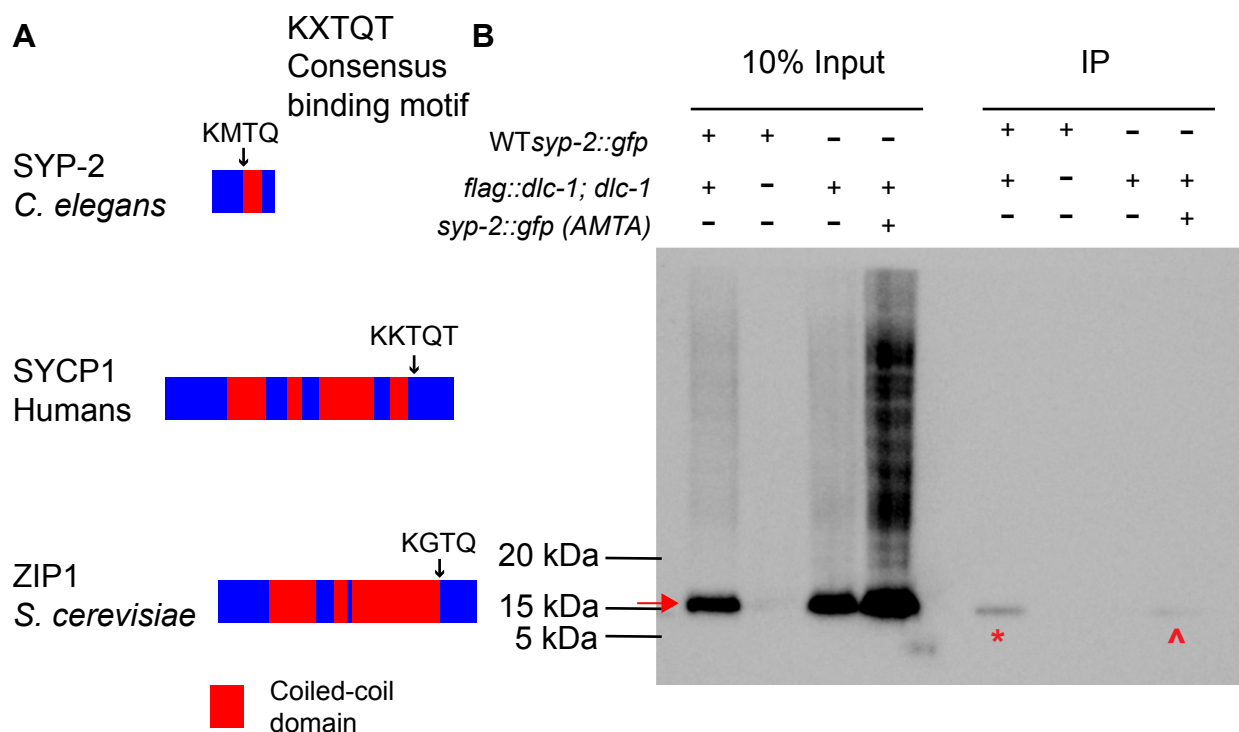 A
KXTQT
Consensus
binding motif
KMTQ
SYP-2
C. elegans
KKTQT
SYCP1
Humans
KGTQ
ZIP1
S. cerevisiae
Coiled-coil
domain
B
10% Input IP
WTsyp-2::gfp + + – – + + – –
flag::dlc-1; dlc-1 + – + + + – + +
syp-2::gfp (AMTA) – – – + – – – +
20 kDa
15 kDa
5 kDa
* ^